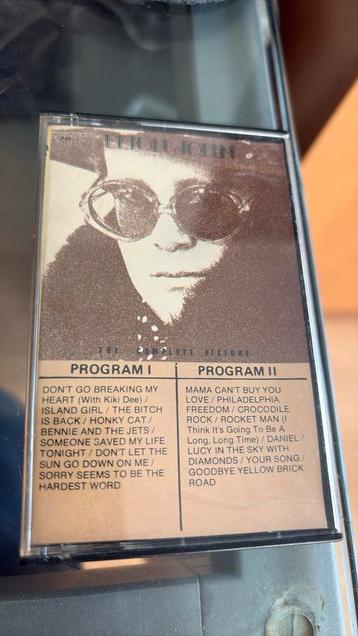 ELTON JOHN
THE COMPLETE PICTURE
PROGRAM I
DON'T GO BREAKING MY
HEART (With Kiki Dee) /
ISLAND GIRL / THE BITCH
IS BACK / HONKY CAT /
BENNIE AND THE JETS /
SOMEONE SAVED MY LIFE
TONIGHT / DON'T LET THE
SUN GO DOWN ON ME /
SORRY SEEMS TO BE THE
HARDEST WORD
PROGRAM II
MAMA CAN'T BUY YOU
LOVE / PHILADELPHIA
FREEDOM / CROCODILE
ROCK / ROCKET MAN (I
Think It's Going To Be A
Long, Long Time) / DANIEL /
LUCY IN THE SKY WITH
DIAMONDS / YOUR SONG /
GOODBYE YELLOW BRICK
ROAD